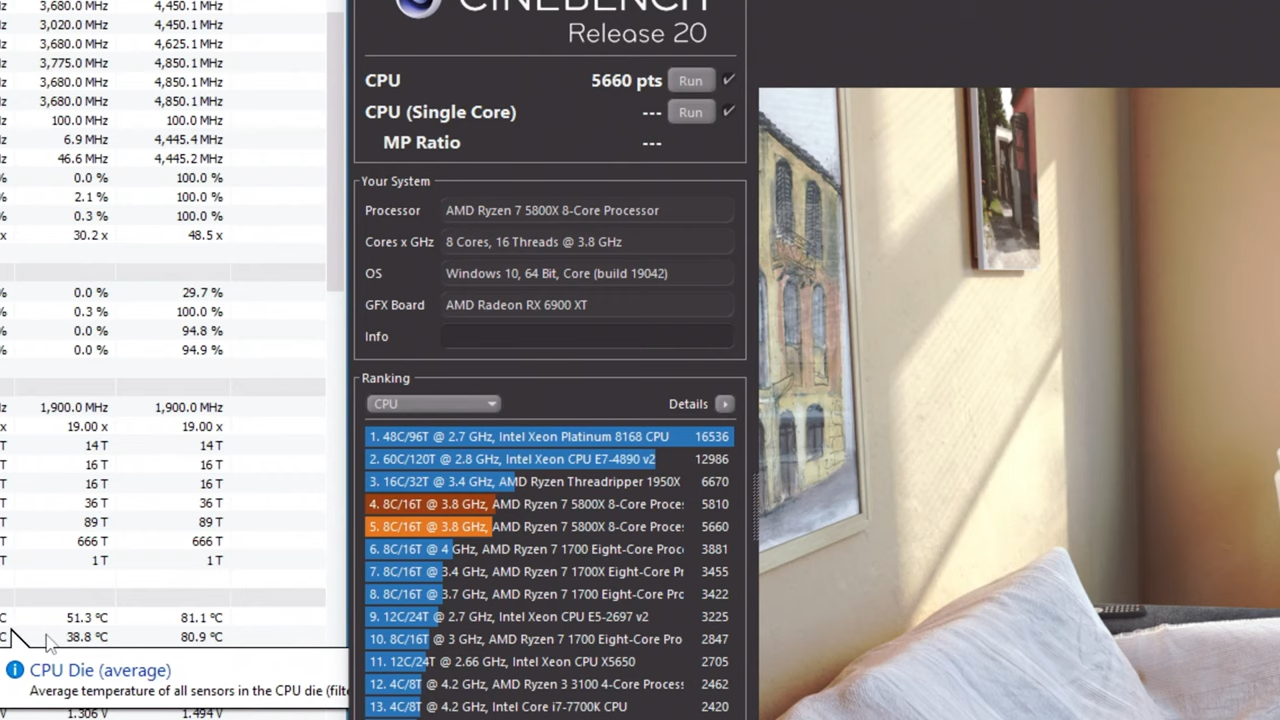 3,680.0 MHz 4,450.1 MHz
3,020.0 MHz 4,450.1 MHz
3,680.0 MHz 4,625.1 MHz
3,775.0 MHz 4,850.1 MHz
3,680.0 MHz 4,850.1 MHz
3,680.0 MHz 4,850.1 MHz
100.0 MHz 100.0 MHz
6.9 MHz 4,445.4 MHz
46.6 MHz 4,445.2 MHz
0.0 % 100.0 %
2.1 % 100.0 %
0.3 % 100.0 %
x 30.2 x 48.5 x
% 0.0 % 29.7 %
% 0.3 % 100.0 %
% 0.0 % 94.8 %
% 0.0 % 94.9 %
1,900.0 MHz 1,900.0 MHz
x 19.00 x 19.00 x
T 14 T 14 T
T 16 T 16 T
T 16 T 16 T
T 36 T 36 T
T 89 T 89 T
T 666 T 666 T
1 T 1 T
C 51.3 °C 81.1 °C
C 38.8 °C 80.9 °C
CPU Die (average)
Average temperature of all sensors in the CPU die (filt
V 1.306 V 1.494 V
CINEBENCH
Release 20
CPU 5660 pts Run
CPU (Single Core) --- Run
MP Ratio ---
Your System
Processor AMD Ryzen 7 5800X 8-Core Processor
Cores x GHz 8 Cores, 16 Threads @ 3.8 GHz
OS Windows 10, 64 Bit, Core (build 19042)
GFX Board AMD Radeon RX 6900 XT
Info
Ranking
CPU Details
1. 48C/96T @ 2.7 GHz, Intel Xeon Platinum 8168 CPU 16536
2. 60C/120T @ 2.8 GHz, Intel Xeon CPU E7-4890 v2 12986
3. 16C/32T @ 3.4 GHz, AMD Ryzen Threadripper 1950X 6670
4. 8C/16T @ 3.8 GHz, AMD Ryzen 7 5800X 8-Core Proces 5810
5. 8C/16T @ 3.8 GHz, AMD Ryzen 7 5800X 8-Core Proces 5660
6. 8C/16T @ 4 GHz, AMD Ryzen 7 1700 Eight-Core Proc 3881
7. 8C/16T @ 3.4 GHz, AMD Ryzen 7 1700X Eight-Core Pr 3455
8. 8C/16T @ 3.7 GHz, AMD Ryzen 7 1700 Eight-Core Pro 3422
9. 12C/24T @ 2.7 GHz, Intel Xeon CPU E5-2697 v2 3225
10. 8C/16T @ 3 GHz, AMD Ryzen 7 1700 Eight-Core Pro 2847
11. 12C/24T @ 2.66 GHz, Intel Xeon CPU X5650 2705
12. 4C/8T @ 4.2 GHz, AMD Ryzen 3 3100 4-Core Process 2462
13. 4C/8T @ 4.2 GHz, Intel Core i7-7700K CPU 2420